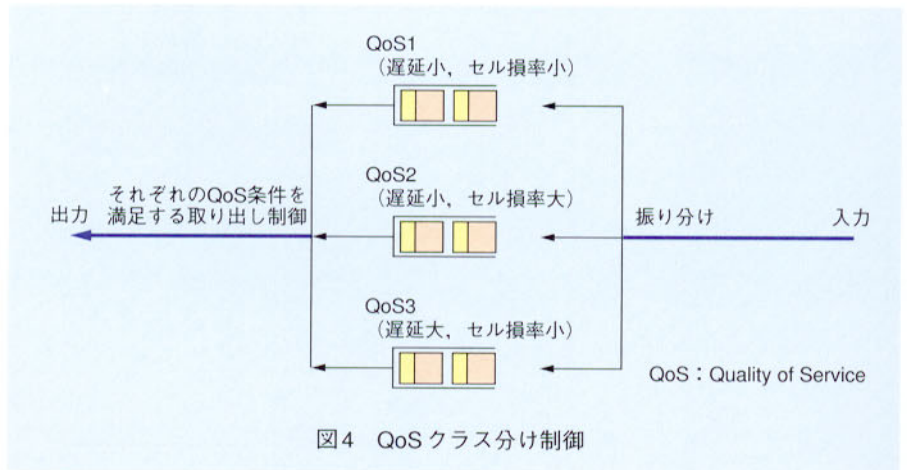 QoS1
（遅延小，セル損率小）
QoS2
（遅延小，セル損率大）
QoS3
（遅延大，セル損率小）
それぞれのQoS条件を
満足する取り出し制御
出力
振り分け
入力
QoS：Quality of Service
図4　QoSクラス分け制御